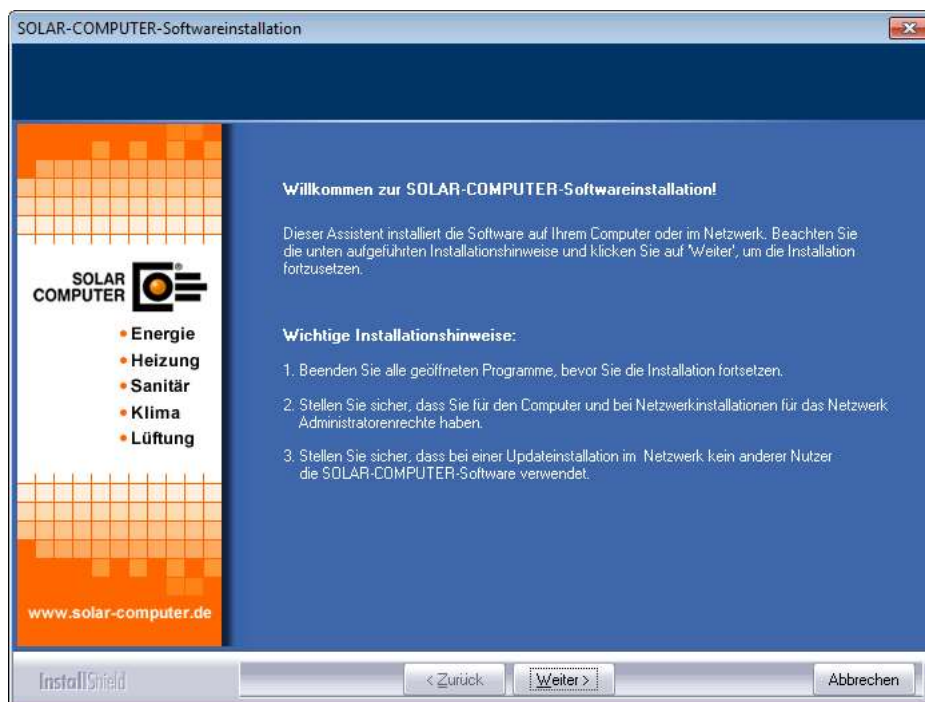 SOLAR-COMPUTER-Softwareinstallation
Willkommen zur SOLAR-COMPUTER-Softwareinstallation!
Dieser Assistent installiert die Software auf Ihrem Computer oder im Netzwerk. Beachten Sie
die unten aufgeführten Installationshinweise und klicken Sie auf 'Weiter', um die Installation
fortzusetzen.
SOLAR
COMPUTER
®
• Energie
• Heizung
• Sanitär
• Klima
• Lüftung
www.solar-computer.de
Wichtige Installationshinweise:
1. Beenden Sie alle geöffneten Programme, bevor Sie die Installation fortsetzen.
2. Stellen Sie sicher, dass Sie für den Computer und bei Netzwerkinstallationen für das Netzwerk
Administratorenrechte haben.
3. Stellen Sie sicher, dass bei einer Updateinstallation im Netzwerk kein anderer Nutzer
die SOLAR-COMPUTER-Software verwendet.
InstallShield
< Zurück
Weiter >
Abbrechen